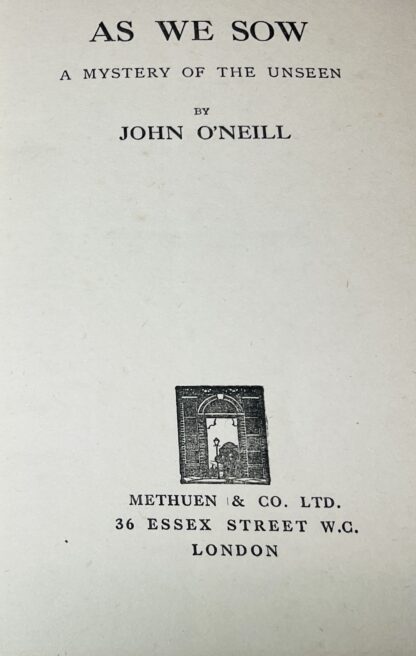 AS WE SOW
A MYSTERY OF THE UNSEEN
BY
JOHN O'NEILL
METHUEN & CO. LTD.
36 ESSEX STREET W.C.
LONDON